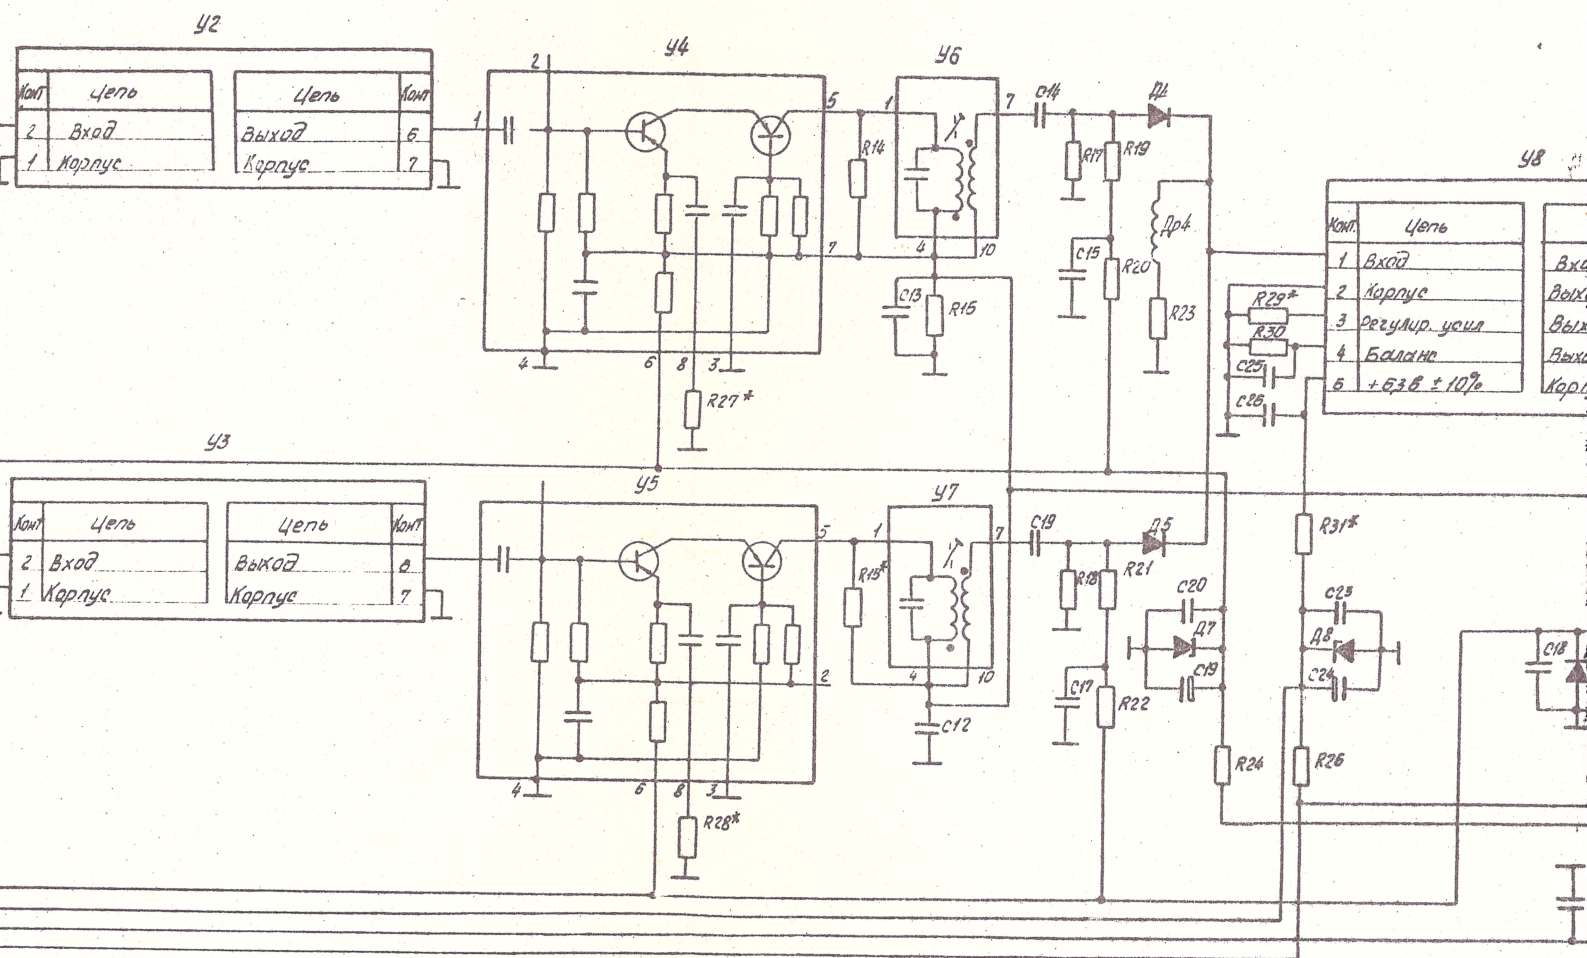 У2
Конт Цепь
Цепь Конт
2 Вход
Выход 6
1 Корпус
Корпус 7
У4
2
1
5
7
4
6
8
3
R27*
R14
У6
1
7
4
10
C13
R16
C14
R17
R19
Д4
C15
R20
Др4
R23
У8
Конт. Цепь
1 Вход
2 Корпус
3 Регулир. усил
4 Баланс
6 +6,3В ± 10%
R29*
R30
C25
C26
У3
Конт Цепь
Цепь Конт
2 Вход
Выход 6
1 Корпус
Корпус 7
У5
5
2
4
6
8
3
R28*
R15*
У7
1
7
4
10
C12
C19
R18
R21
Д5
C17
R22
C20
Д7
C19
R24
R31*
C23
Д8
C24
R26
C18